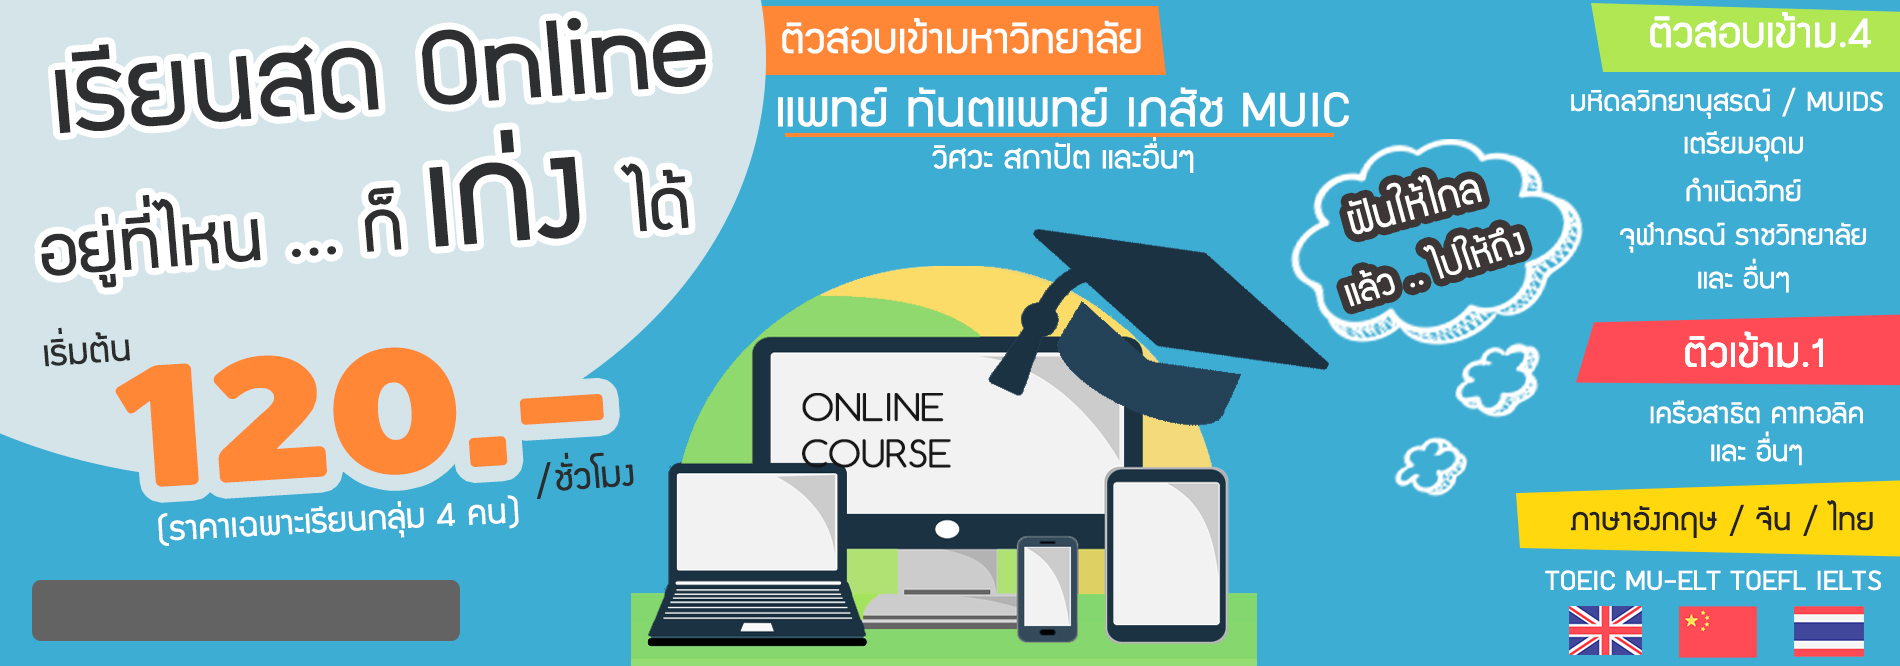 เรียนสด Online
อยู่ที่ไหน ... ก็ เก่ง ได้
เริ่มต้น
120.-
/ชั่วโมง
(ราคาเฉพาะเรียนกลุ่ม 4 คน)
ติวสอบเข้ามหาวิทยาลัย
แพทย์ ทันตแพทย์ เภสัช MUIC
วิศวะ สถาปัต และอื่นๆ
ONLINE
COURSE
ฝันให้ไกล
แล้ว .. ไปให้ถึง
ติวสอบเข้าม.4
มหิดลวิทยานุสรณ์ / MUIDS
เตรียมอุดม
กำเนิดวิทย์
จุฬาภรณ์ ราชวิทยาลัย
และ อื่นๆ
ติวเข้าม.1
เครือสาธิต คาทอลิค
และ อื่นๆ
ภาษาอังกฤษ / จีน / ไทย
TOEIC MU-ELT TOEFL IELTS